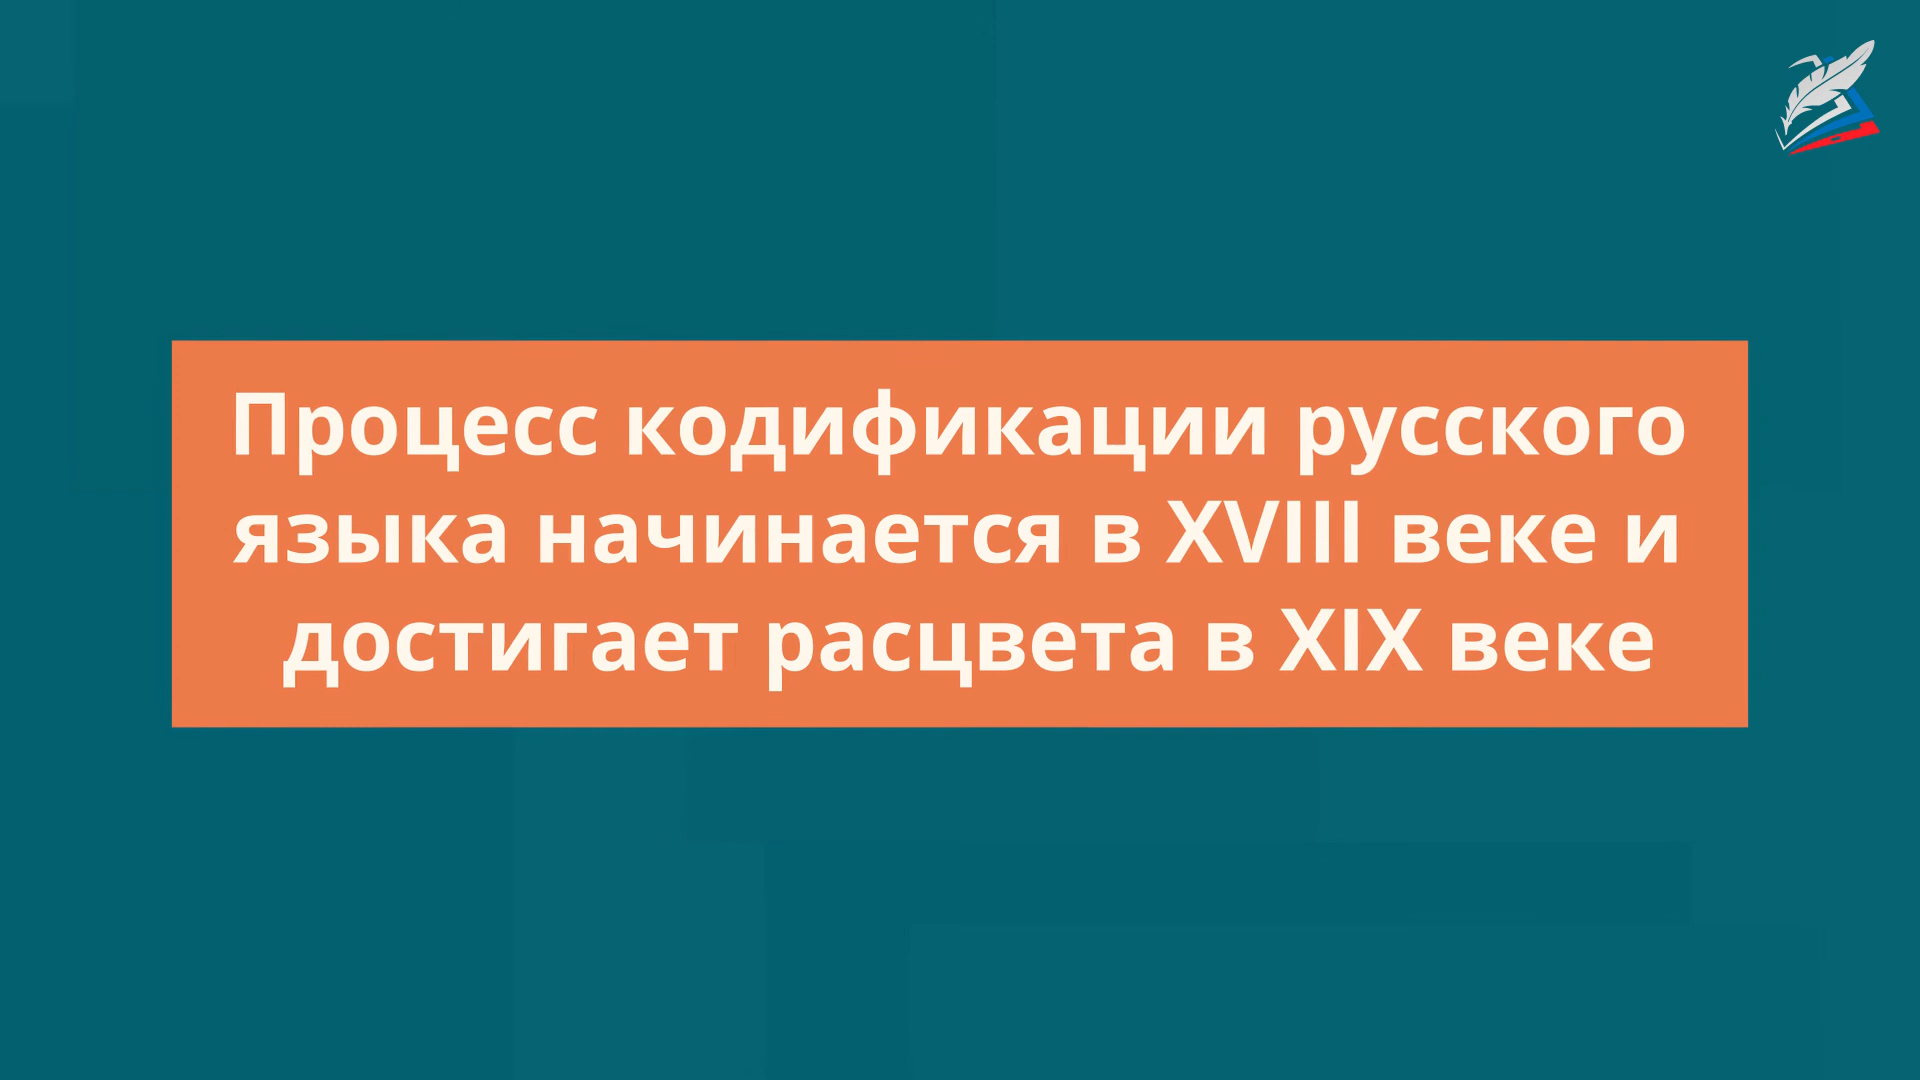 Процесс кодификации русского
языка начинается в XVIII веке и
достигает расцвета в XIX веке